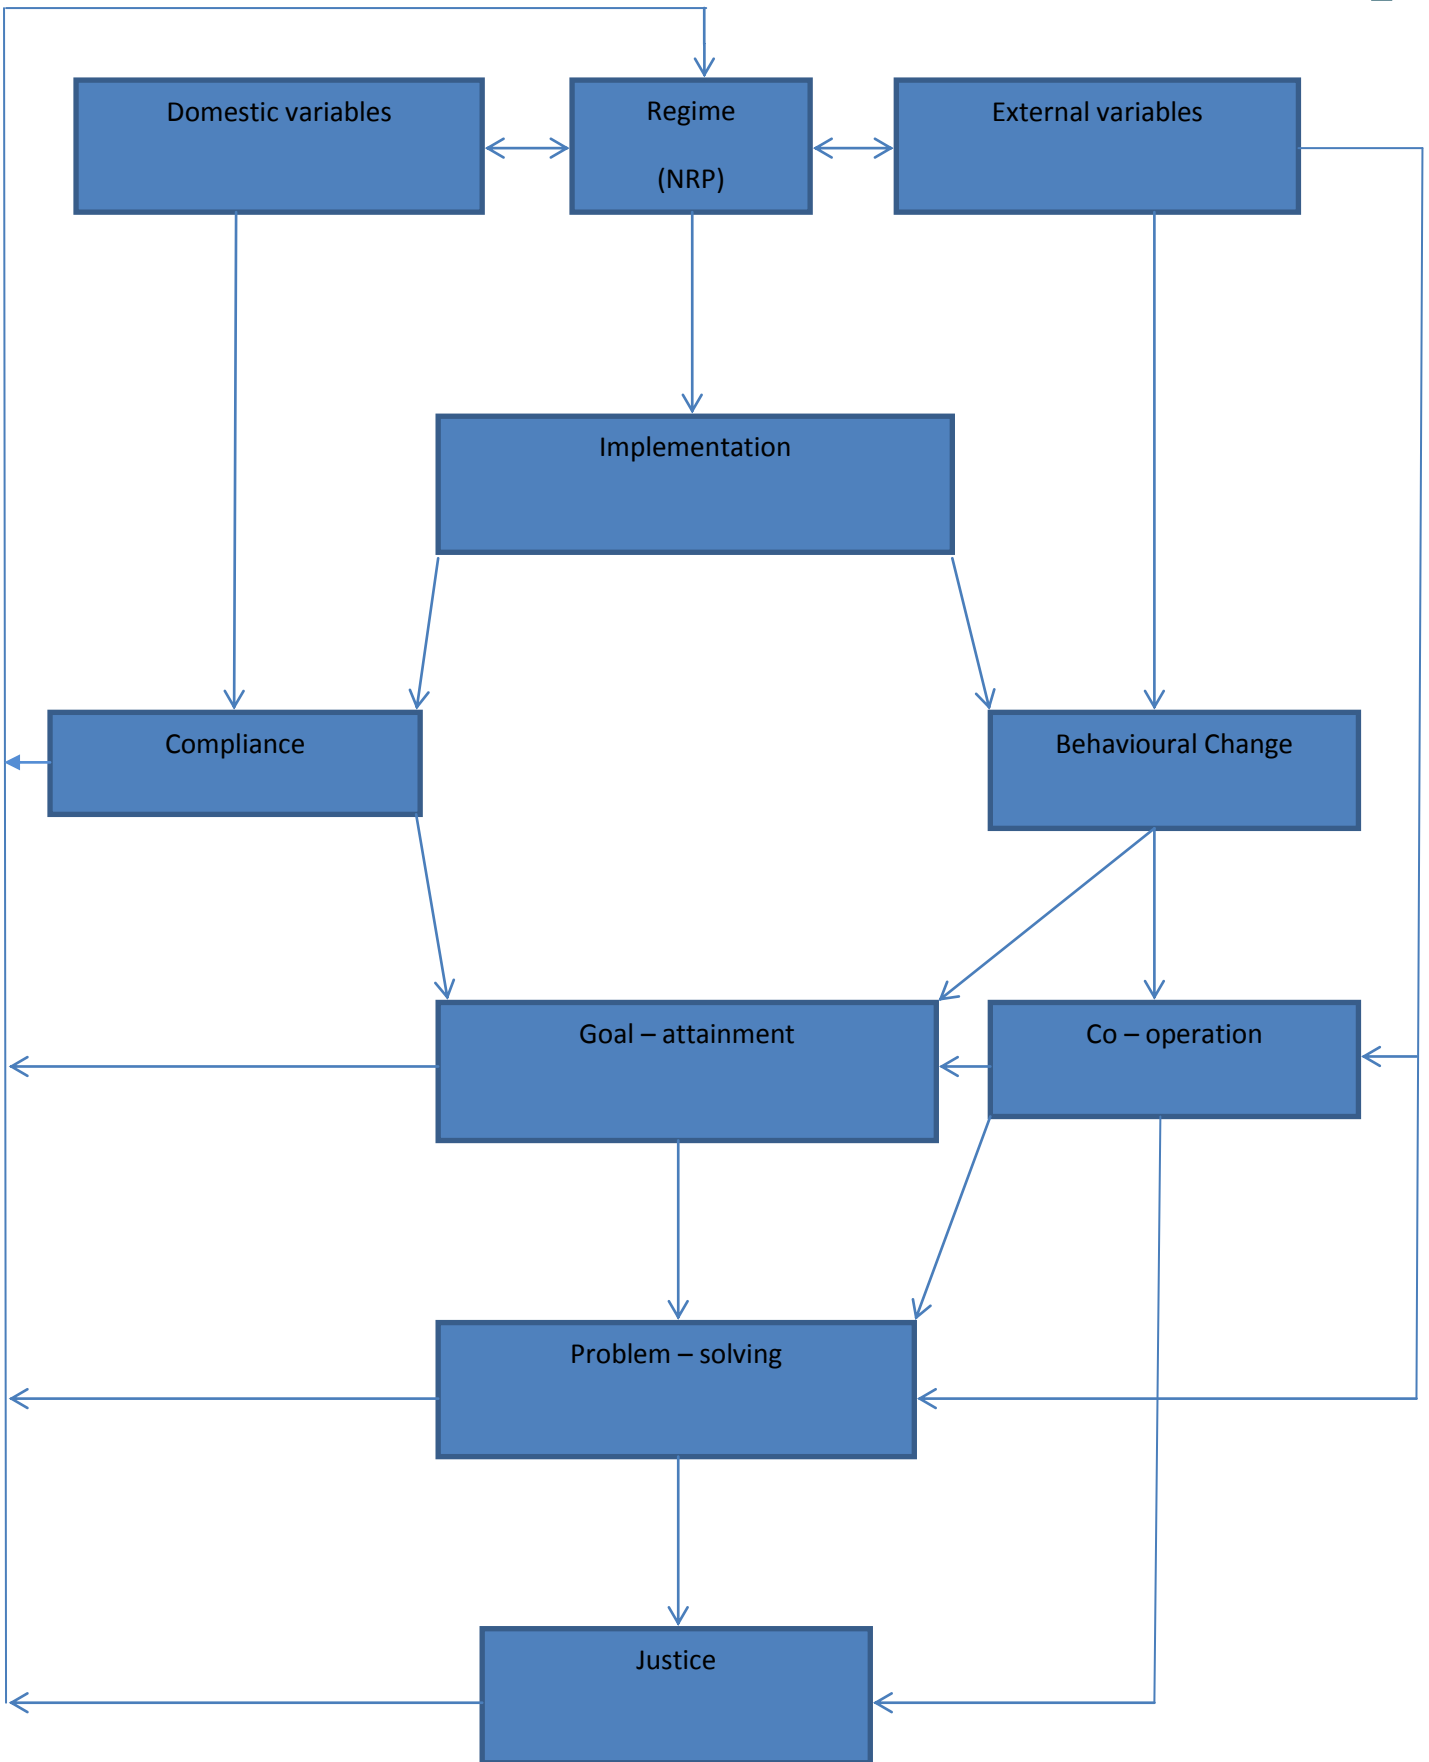 Domestic variables
Regime
(NRP)
External variables
Implementation
Compliance
Behavioural Change
Goal – attainment
Co – operation
Problem – solving
Justice